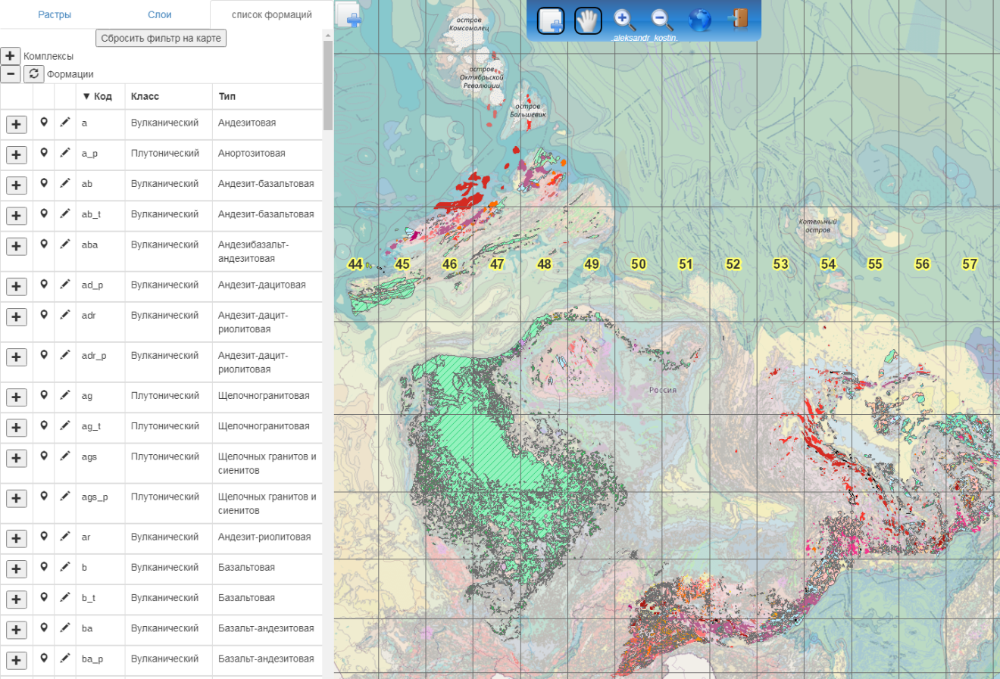 Растры Слои список формаций
Сбросить фильтр на карте
Комплексы
Формации
▼ Код Класс Тип
a Вулканический Андезитовая
a_p Плутонический Анортозитовая
ab Вулканический Андезит-базальтовая
ab_t Вулканический Андезит-базальтовая
aba Вулканический Андезибазальт-
андезитовая
ad_p Вулканический Андезит-дацитовая
adr Вулканический Андезит-дацит-
риолитовая
adr_p Вулканический Андезит-дацит-
риолитовая
ag Плутонический Щелочногранитовая
ag_t Плутонический Щелочногранитовая
ags Плутонический Щелочных гранитов и
сиенитов
ags_p Плутонический Щелочных гранитов и
сиенитов
ar Вулканический Андезит-риолитовая
b Вулканический Базальтовая
b_t Вулканический Базальтовая
ba Вулканический Базальт-андезитовая
ba_p Вулканический Базальт-андезитовая
.aleksandr_kostin.
остров
Комсомолец
остров
Октябрьской
Революции
остров
Большевик
Котельный
остров
44 45 46 47 48 49 50 51 52 53 54 55 56 57
Россия